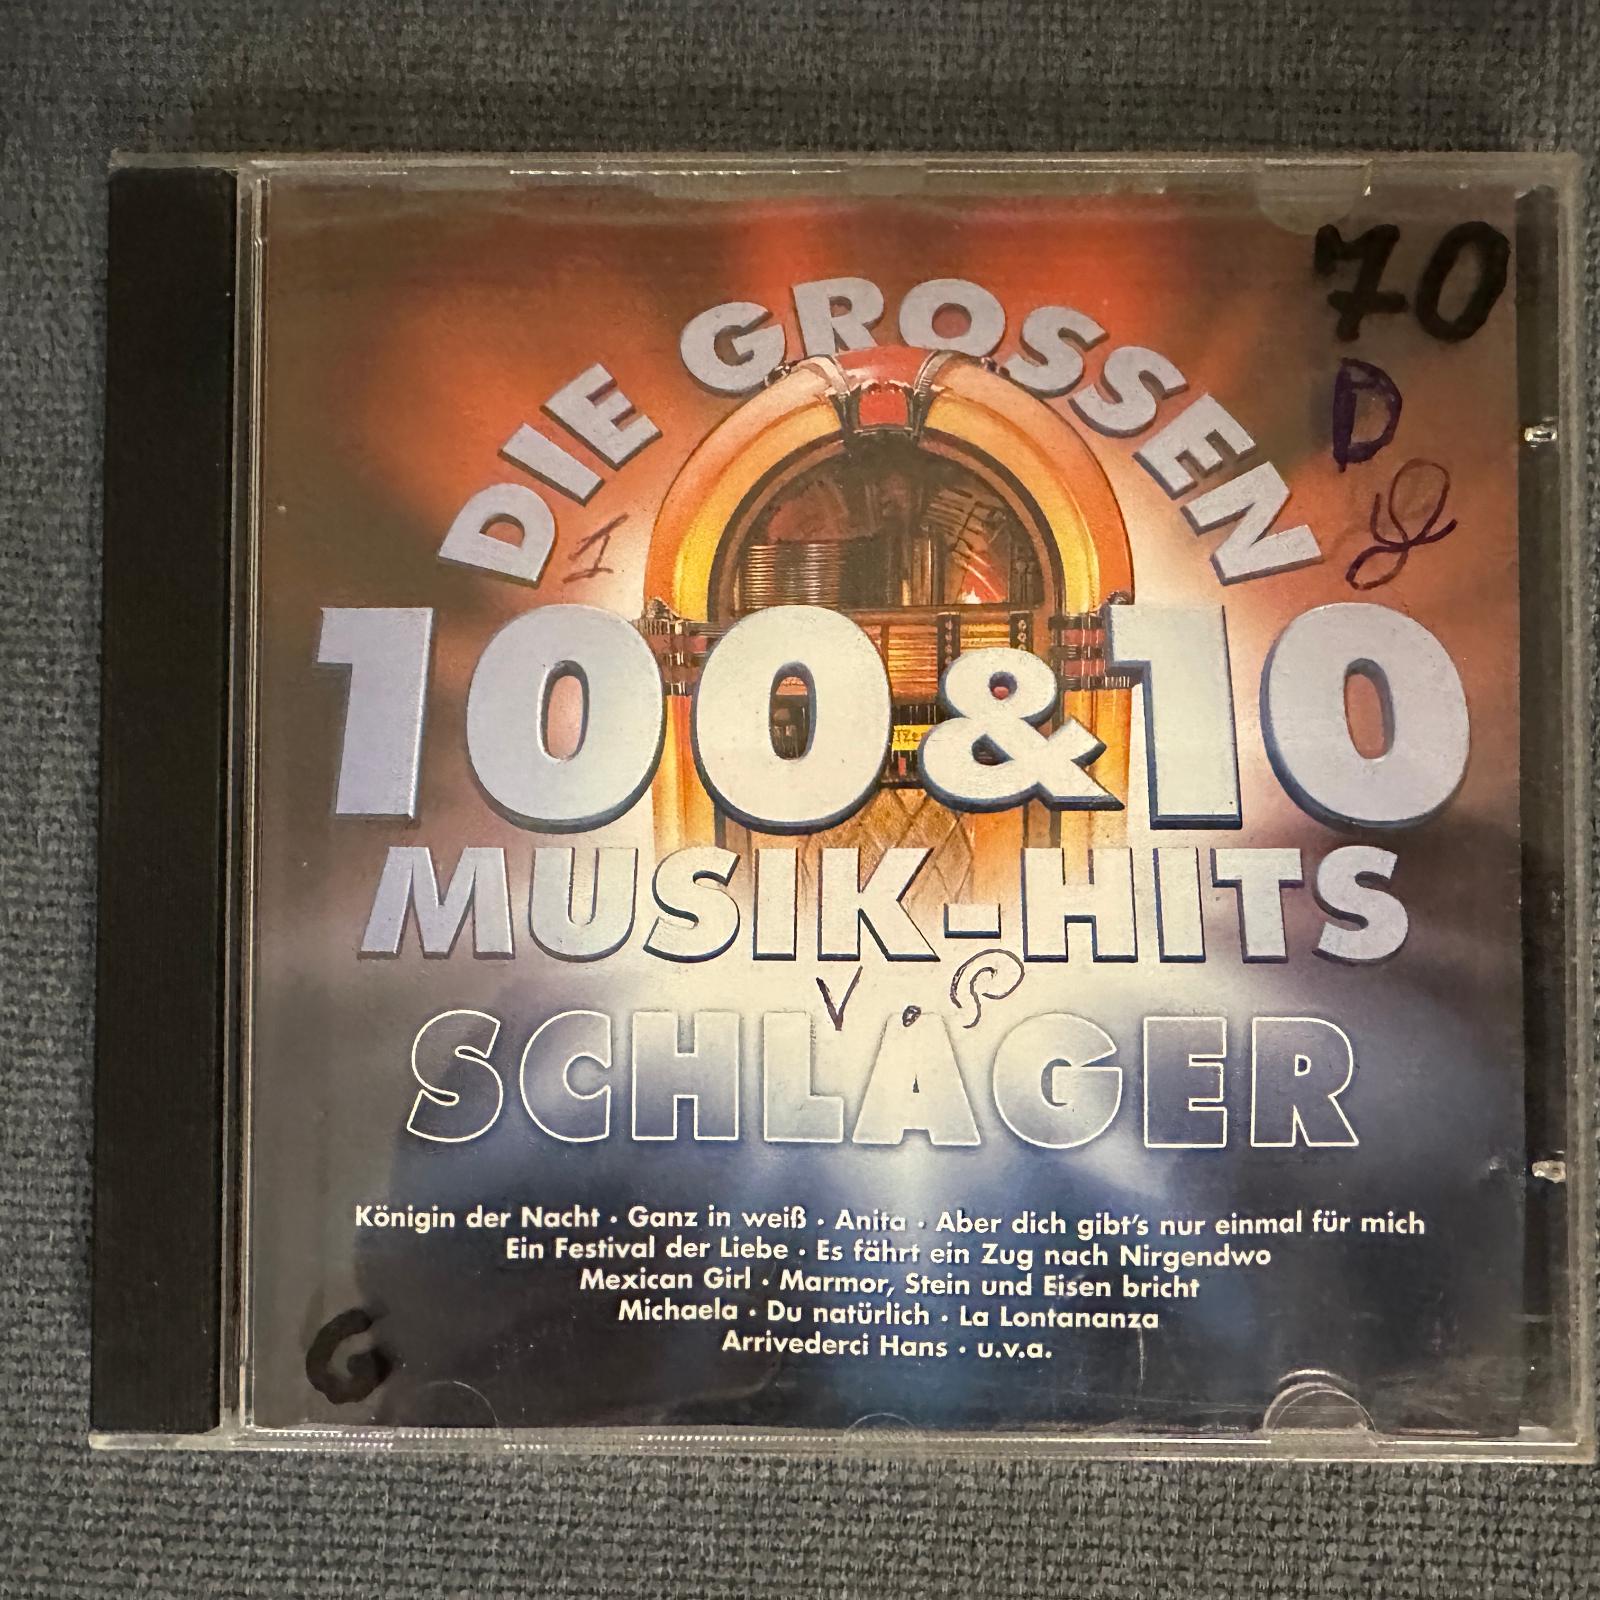 70
D
DIE GROSSEN
1
100&10
MUSIK-HITS
V.
SCHLAGER
Königin der Nacht · Ganz in weiß · Anita · Aber dich gibt's nur einmal für mich
Ein Festival der Liebe · Es fährt ein Zug nach Nirgendwo
Mexican Girl · Marmor, Stein und Eisen bricht
Michaela · Du natürlich · La Lontananza
Arrivederci Hans · u.v.a.
G